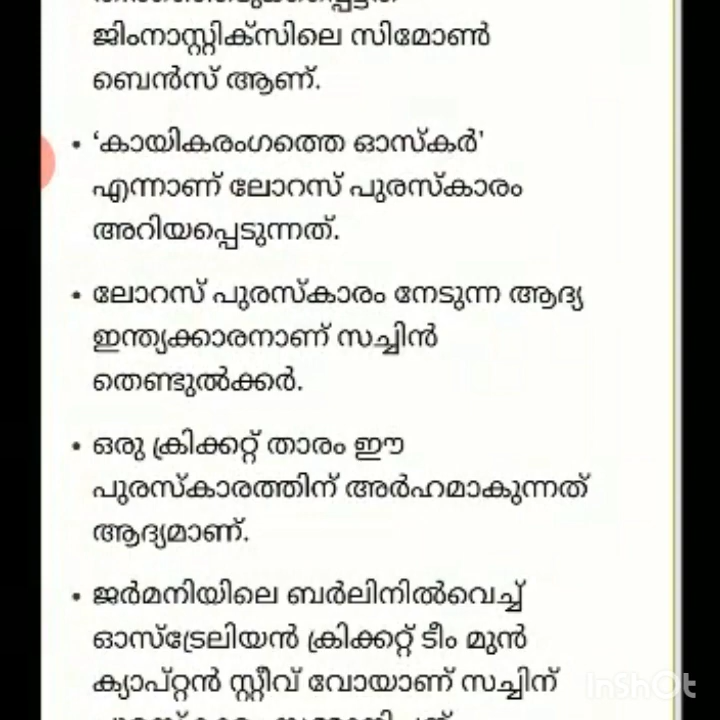 ജിംനാസ്റ്റിക്സിലെ സിമോൺ
ബെൻസ് ആണ്.
• ‘കായികരംഗത്തെ ഓസ്കർ'
എന്നാണ് ലോറസ് പുരസ്കാരം
അറിയപ്പെടുന്നത്.
• ലോറസ് പുരസ്കാരം നേടുന്ന ആദ്യ
ഇന്ത്യക്കാരനാണ് സച്ചിൻ
തെണ്ടുൽക്കർ.
• ഒരു ക്രിക്കറ്റ് താരം ഈ
പുരസ്കാരത്തിന് അർഹമാകുന്നത്
ആദ്യമാണ്.
• ജർമനിയിലെ ബർലിനിൽവെച്ച്
ഓസ്ട്രേലിയൻ ക്രിക്കറ്റ് ടീം മുൻ
ക്യാപ്റ്റൻ സ്റ്റീവ് വോയാണ് സച്ചിന്
InShOt